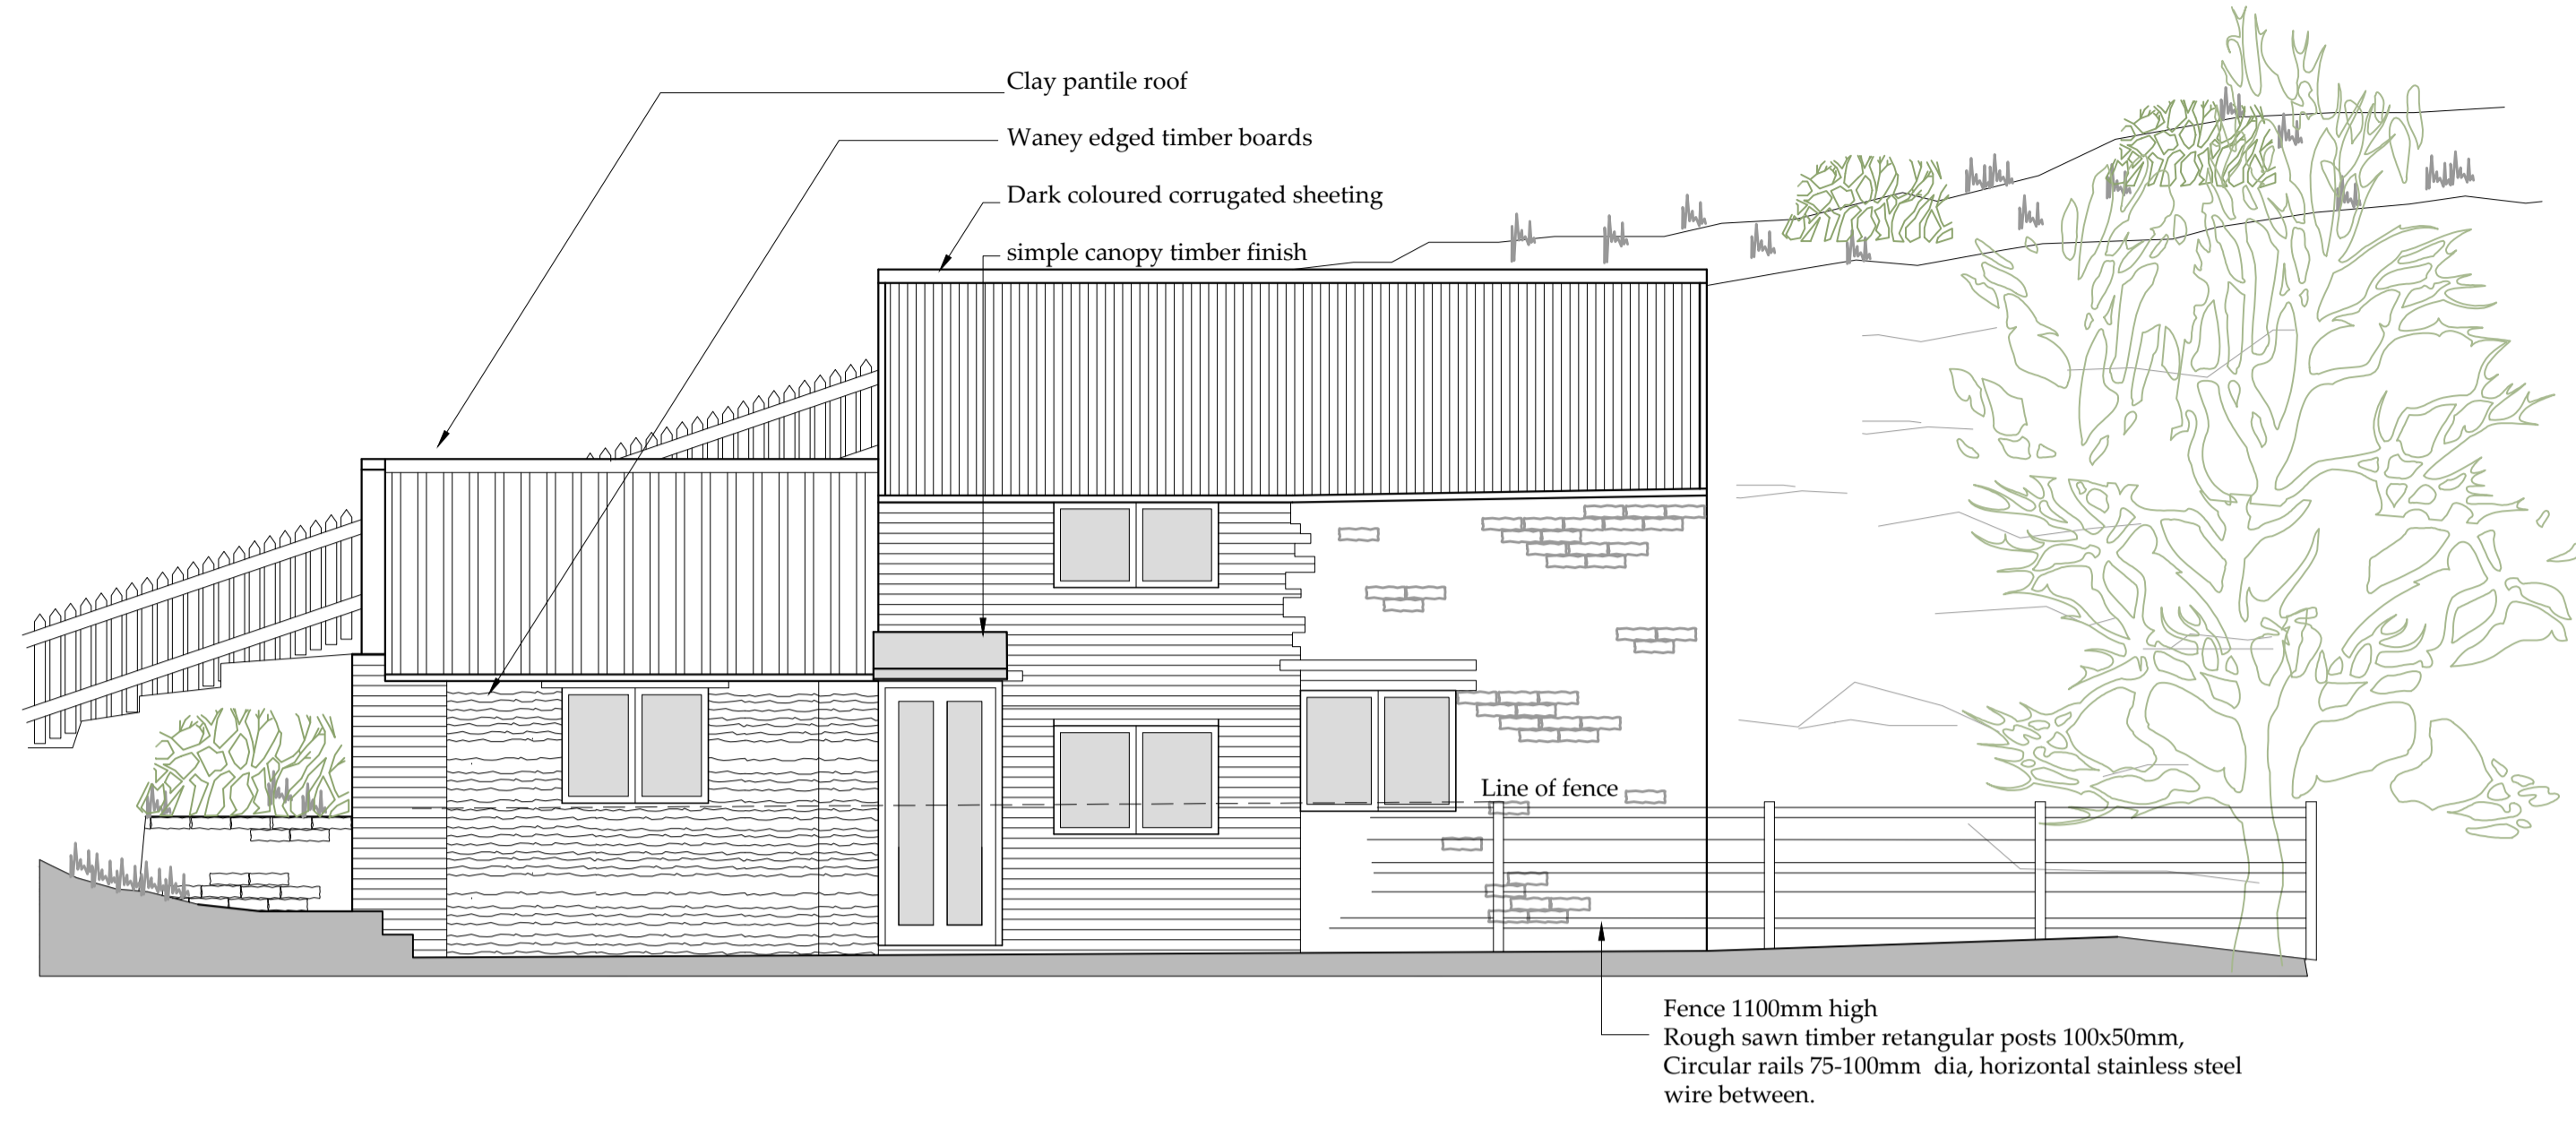 Clay pantile roof
Waney edged timber boards
Dark coloured corrugated sheeting
simple canopy timber finish
Line of fence
Fence 1100mm high
Rough sawn timber retangular posts 100x50mm,
Circular rails 75-100mm dia, horizontal stainless steel
wire between.